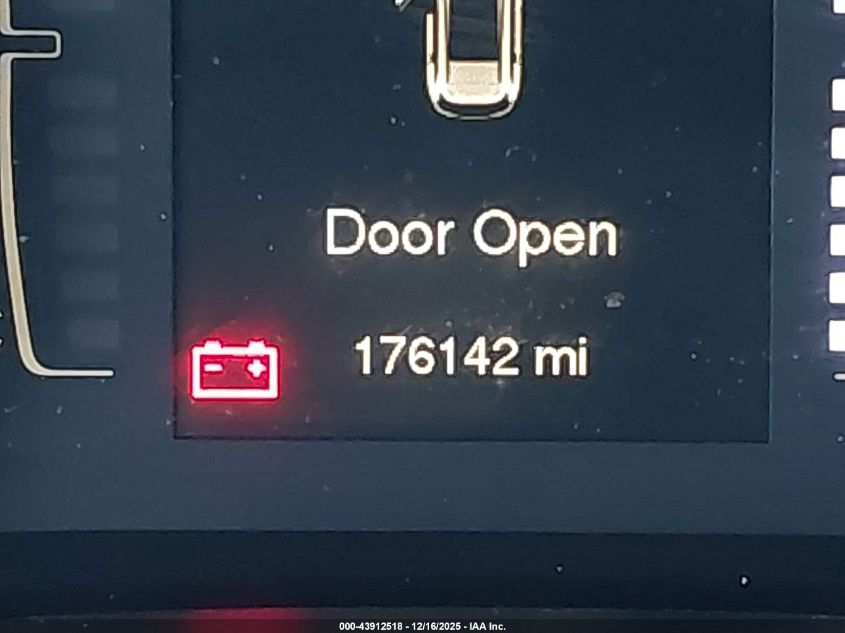 Door Open
176142 mi
000-43912518 - 12/16/2025 - IAA Inc.